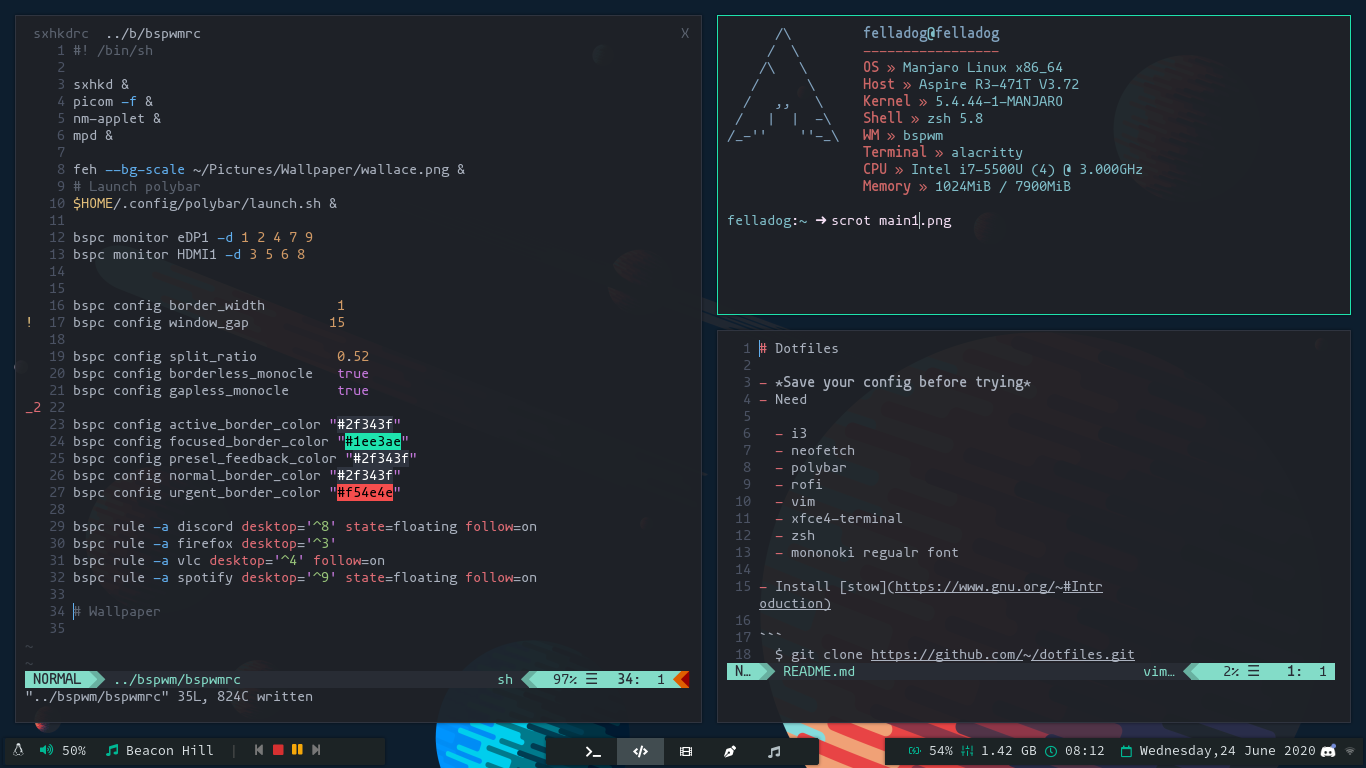 sxhkdrc ../b/bspwmrc X
1 #! /bin/sh
2
3 sxhkd &
4 picom -f &
5 nm-applet &
6 mpd &
7
8 feh --bg-scale ~/Pictures/Wallpaper/wallace.png &
9 # Launch polybar
10 $HOME/.config/polybar/launch.sh &
11
12 bspc monitor eDP1 -d 1 2 4 7 9
13 bspc monitor HDMI1 -d 3 5 6 8
14
15
16 bspc config border_width 1
! 17 bspc config window_gap 15
18
19 bspc config split_ratio 0.52
20 bspc config borderless_monocle true
21 bspc config gapless_monocle true
_2 22
23 bspc config active_border_color "#2f343f"
24 bspc config focused_border_color "#1ee3ae"
25 bspc config presel_feedback_color "#2f343f"
26 bspc config normal_border_color "#2f343f"
27 bspc config urgent_border_color "#f54e4e"
28
29 bspc rule -a discord desktop='^8' state=floating follow=on
30 bspc rule -a firefox desktop='^3'
31 bspc rule -a vlc desktop='^4' follow=on
32 bspc rule -a spotify desktop='^9' state=floating follow=on
33
34 # Wallpaper
35
~
~
NORMAL ../bspwm/bspwmrc sh 97% ☰ 34: 1
"../bspwm/bspwmrc" 35L, 824C written
/\
/ \
/\ \
/ \
/ ,, \
/ | | -\
/_-'' ''-_\
felladog@felladog
-----------------
OS » Manjaro Linux x86_64
Host » Aspire R3-471T V3.72
Kernel » 5.4.44-1-MANJARO
Shell » zsh 5.8
WM » bspwm
Terminal » alacritty
CPU » Intel i7-5500U (4) @ 3.000GHz
Memory » 1024MiB / 7900MiB
felladog:~ ➜ scrot main1.png
1 # Dotfiles
2
3 - *Save your config before trying*
4 - Need
5
6 - i3
7 - neofetch
8 - polybar
9 - rofi
10 - vim
11 - xfce4-terminal
12 - zsh
13 - mononoki regualr font
14
15 - Install [stow](https://www.gnu.org/~#Intr
oduction)
16
17 ```
18 $ git clone https://github.com/~/dotfiles.git
N… README.md vim… 2% ☰ 1: 1
50% Beacon Hill |
54% 1.42 GB 08:12 Wednesday,24 June 2020